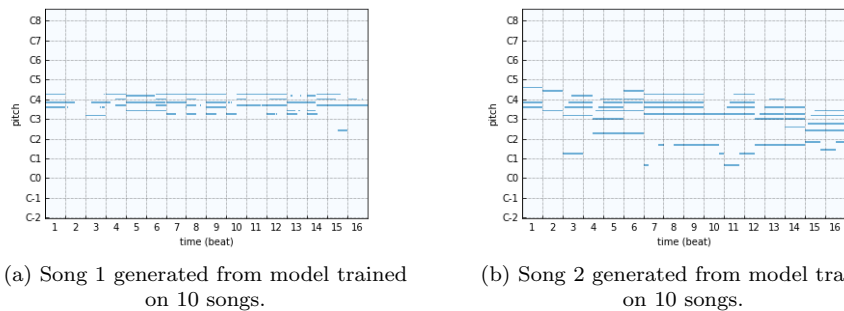 C8
C7
C6
C5
C4
C3
C2
C1
C0
C-1
C-2
pitch
1 2 3 4 5 6 7 8 9 10 11 12 13 14 15 16
time (beat)
(a) Song 1 generated from model trained
on 10 songs.
C8
C7
C6
C5
C4
C3
C2
C1
C0
C-1
C-2
pitch
1 2 3 4 5 6 7 8 9 10 11 12 13 14 15 16
time (beat)
(b) Song 2 generated from model tra
on 10 songs.